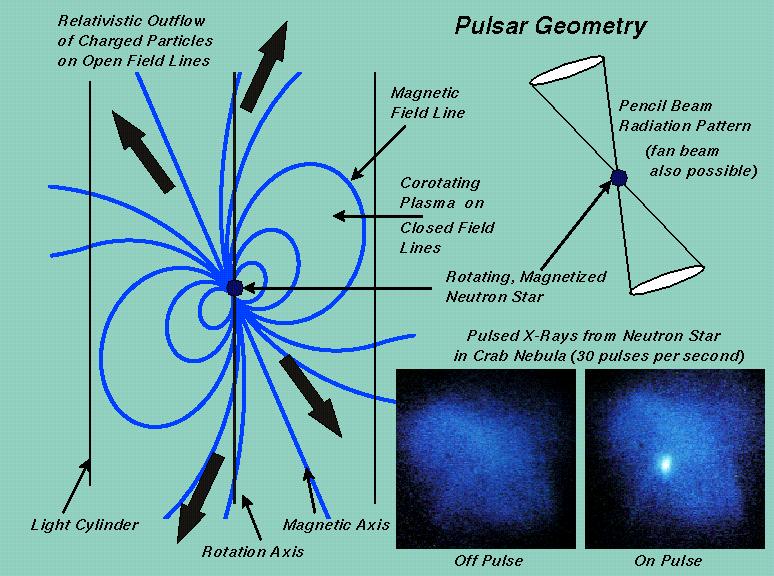 Relativistic Outflow
of Charged Particles
on Open Field Lines
Pulsar Geometry
Magnetic
Field Line
Pencil Beam
Radiation Pattern
(fan beam
also possible)
Corotating
Plasma on
Closed Field
Lines
Rotating, Magnetized
Neutron Star
Pulsed X-Rays from Neutron Star
in Crab Nebula (30 pulses per second)
Light Cylinder
Rotation Axis
Magnetic Axis
Off Pulse
On Pulse